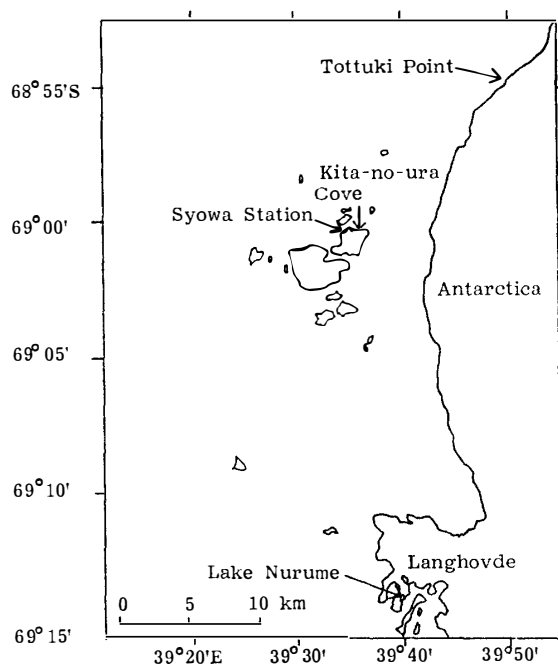 Tottuki Point
68°55'S
Kita-no-ura
Cove
Syowa Station
69°00'
Antarctica
69°05'
69°10'
Langhovde
Lake Nurume
0 5 10 km
69°15'
39°20'E 39°30' 39°40' 39°50'